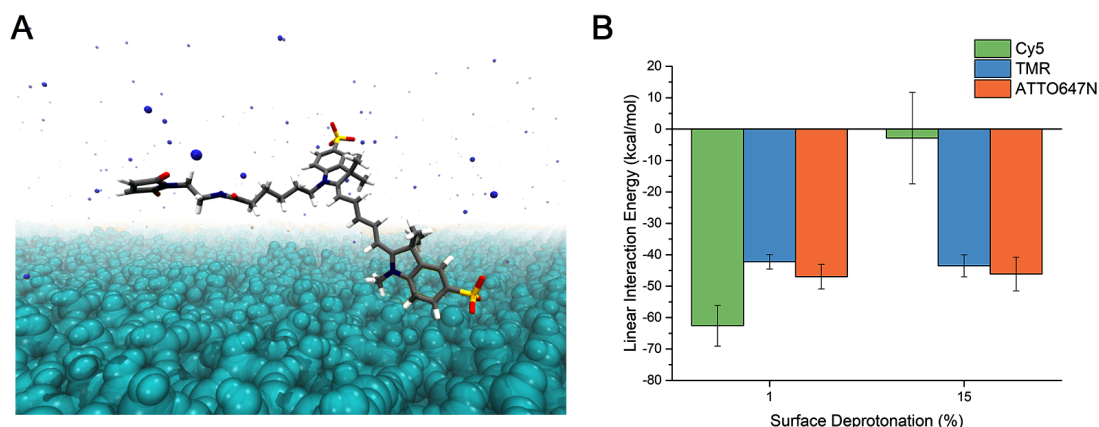 A
B
Cy5
TMR
ATTO647N
20
10
0
-10
-20
-30
-40
-50
-60
-70
-80
Linear Interaction Energy (kcal/mol)
1
15
Surface Deprotonation (%)